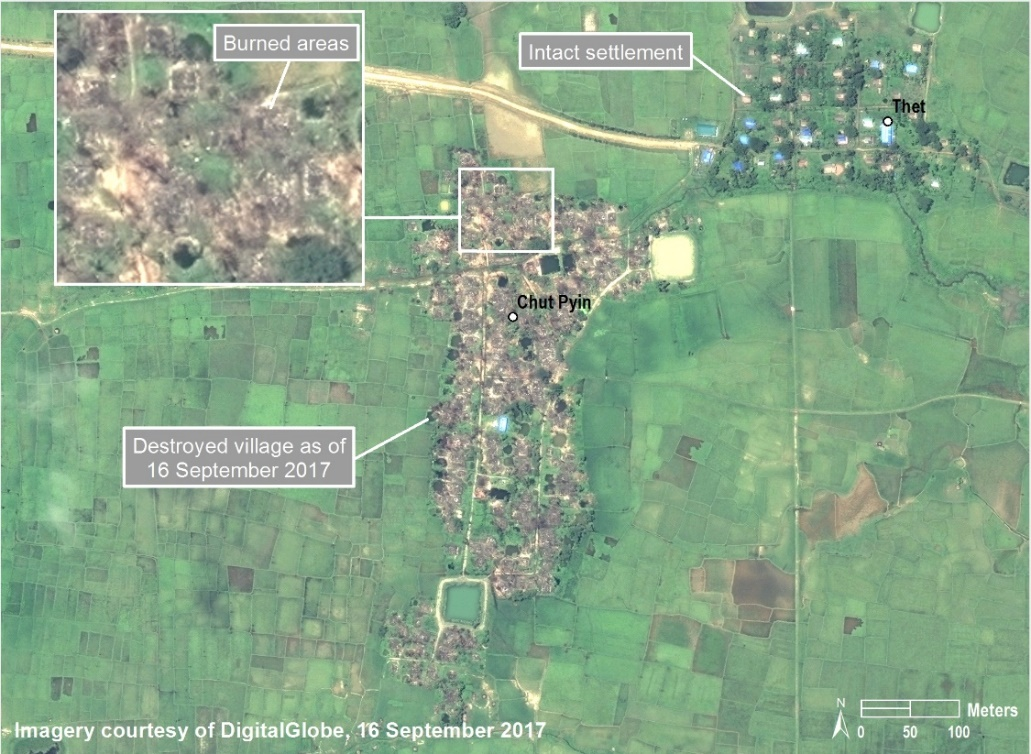 Burned areas
Intact settlement
Thet
Chut Pyin
Destroyed village as of
16 September 2017
Imagery courtesy of DigitalGlobe, 16 September 2017
N
Meters
0 50 100